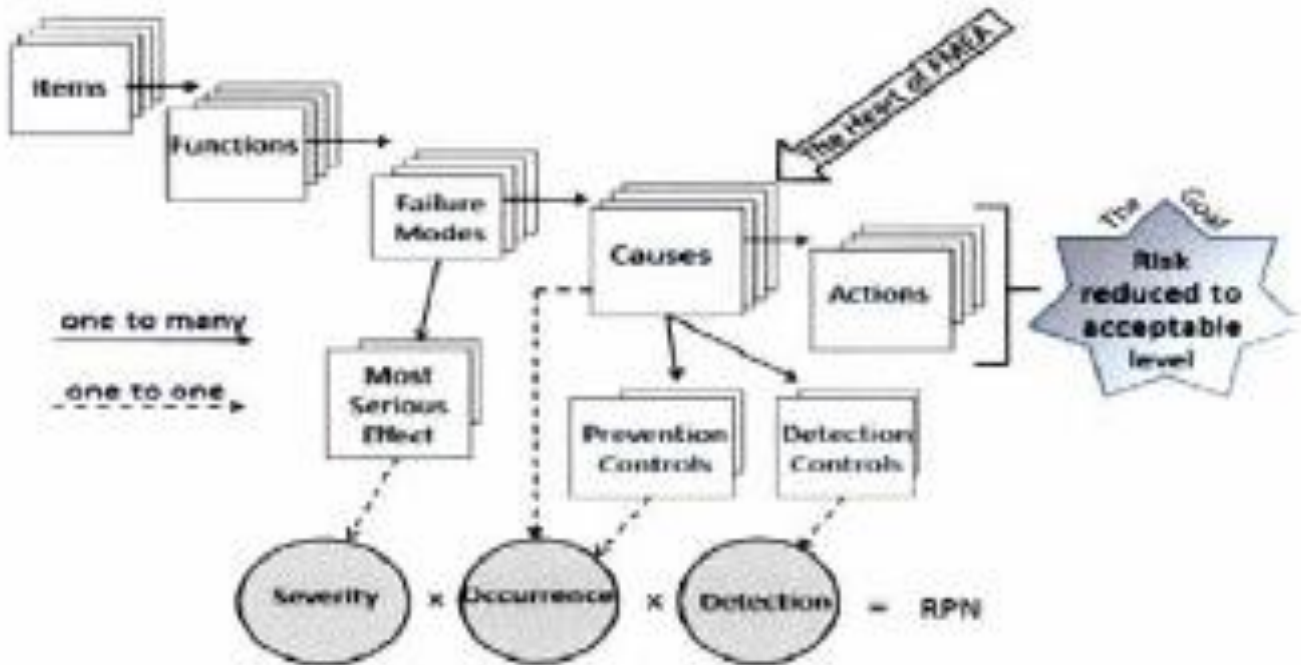 Items
Functions
Failure
Modes
Causes
Actions
The Heart of FMEA
The Goal
Risk
reduced to
acceptable
level
one to many
one to one
Most
Serious
Effect
Prevention
Controls
Detection
Controls
Severity x Occurrence x Detection = RPN